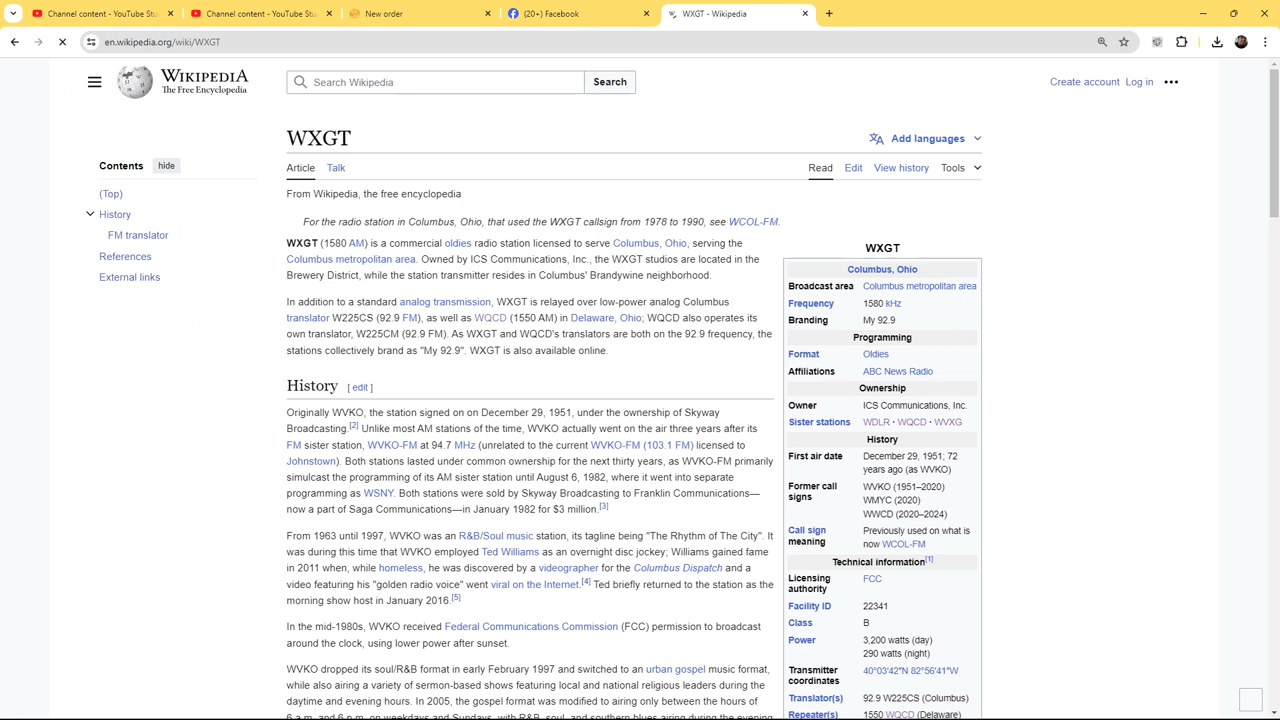 Channel content - YouTube Stu
Channel content - YouTube Stu
New order
(20+) Facebook
WXGT - Wikipedia
en.wikipedia.org/wiki/WXGT
WIKIPEDIA
The Free Encyclopedia
Search Wikipedia
Search
Create account
Log in
WXGT
Add languages
Contents
hide
(Top)
History
FM translator
References
External links
Article
Talk
Read
Edit
View history
Tools
From Wikipedia, the free encyclopedia
For the radio station in Columbus, Ohio, that used the WXGT callsign from 1978 to 1990, see WCOL-FM.
WXGT (1580 AM) is a commercial oldies radio station licensed to serve Columbus, Ohio, serving the
Columbus metropolitan area. Owned by ICS Communications, Inc., the WXGT studios are located in the
Brewery District, while the station transmitter resides in Columbus' Brandywine neighborhood.
In addition to a standard analog transmission, WXGT is relayed over low-power analog Columbus
translator W225CS (92.9 FM), as well as WQCD (1550 AM) in Delaware, Ohio; WQCD also operates its
own translator, W225CM (92.9 FM). As WXGT and WQCD's translators are both on the 92.9 frequency, the
stations collectively brand as "My 92.9". WXGT is also available online.
History [ edit ]
Originally WVKO, the station signed on on December 29, 1951, under the ownership of Skyway
Broadcasting.[2] Unlike most AM stations of the time, WVKO actually went on the air three years after its
FM sister station, WVKO-FM at 94.7 MHz (unrelated to the current WVKO-FM (103.1 FM) licensed to
Johnstown). Both stations lasted under common ownership for the next thirty years, as WVKO-FM primarily
simulcast the programming of its AM sister station until August 6, 1982, where it went into separate
programming as WSNY. Both stations were sold by Skyway Broadcasting to Franklin Communications—
now a part of Saga Communications—in January 1982 for $3 million.[3]
From 1963 until 1997, WVKO was an R&B/Soul music station, its tagline being "The Rhythm of The City". It
was during this time that WVKO employed Ted Williams as an overnight disc jockey; Williams gained fame
in 2011 when, while homeless, he was discovered by a videographer for the Columbus Dispatch and a
video featuring his "golden radio voice" went viral on the Internet.[4] Ted briefly returned to the station as the
morning show host in January 2016.[5]
In the mid-1980s, WVKO received Federal Communications Commission (FCC) permission to broadcast
around the clock, using lower power after sunset.
WVKO dropped its soul/R&B format in early February 1997 and switched to an urban gospel music format,
while also airing a variety of sermon-based shows featuring local and national religious leaders during the
daytime and evening hours. In 2005, the gospel format was modified to airing only between the hours of
6 a.m. and 6 p.m. on weekdays and Sundays, with R&B, soul, and southern blues airing during the evening
WXGT
Columbus, Ohio
Broadcast area Columbus metropolitan area
Frequency 1580 kHz
Branding My 92.9
Programming
Format Oldies
Affiliations ABC News Radio
Ownership
Owner ICS Communications, Inc.
Sister stations WDLR · WQCD · WVXG
History
First air date December 29, 1951; 72
years ago (as WVKO)
Former call signs WVKO (1951–2020)
WMYC (2020)
WWCD (2020–2024)
Call sign meaning Previously used on what is
now WCOL-FM
Technical information[1]
Licensing authority FCC
Facility ID 22341
Class B
Power 3,200 watts (day)
290 watts (night)
Transmitter coordinates 40°03′42″N 82°56′41″W
Translator(s) 92.9 W225CS (Columbus)
Repeater(s) 1550 WQCD (Delaware)